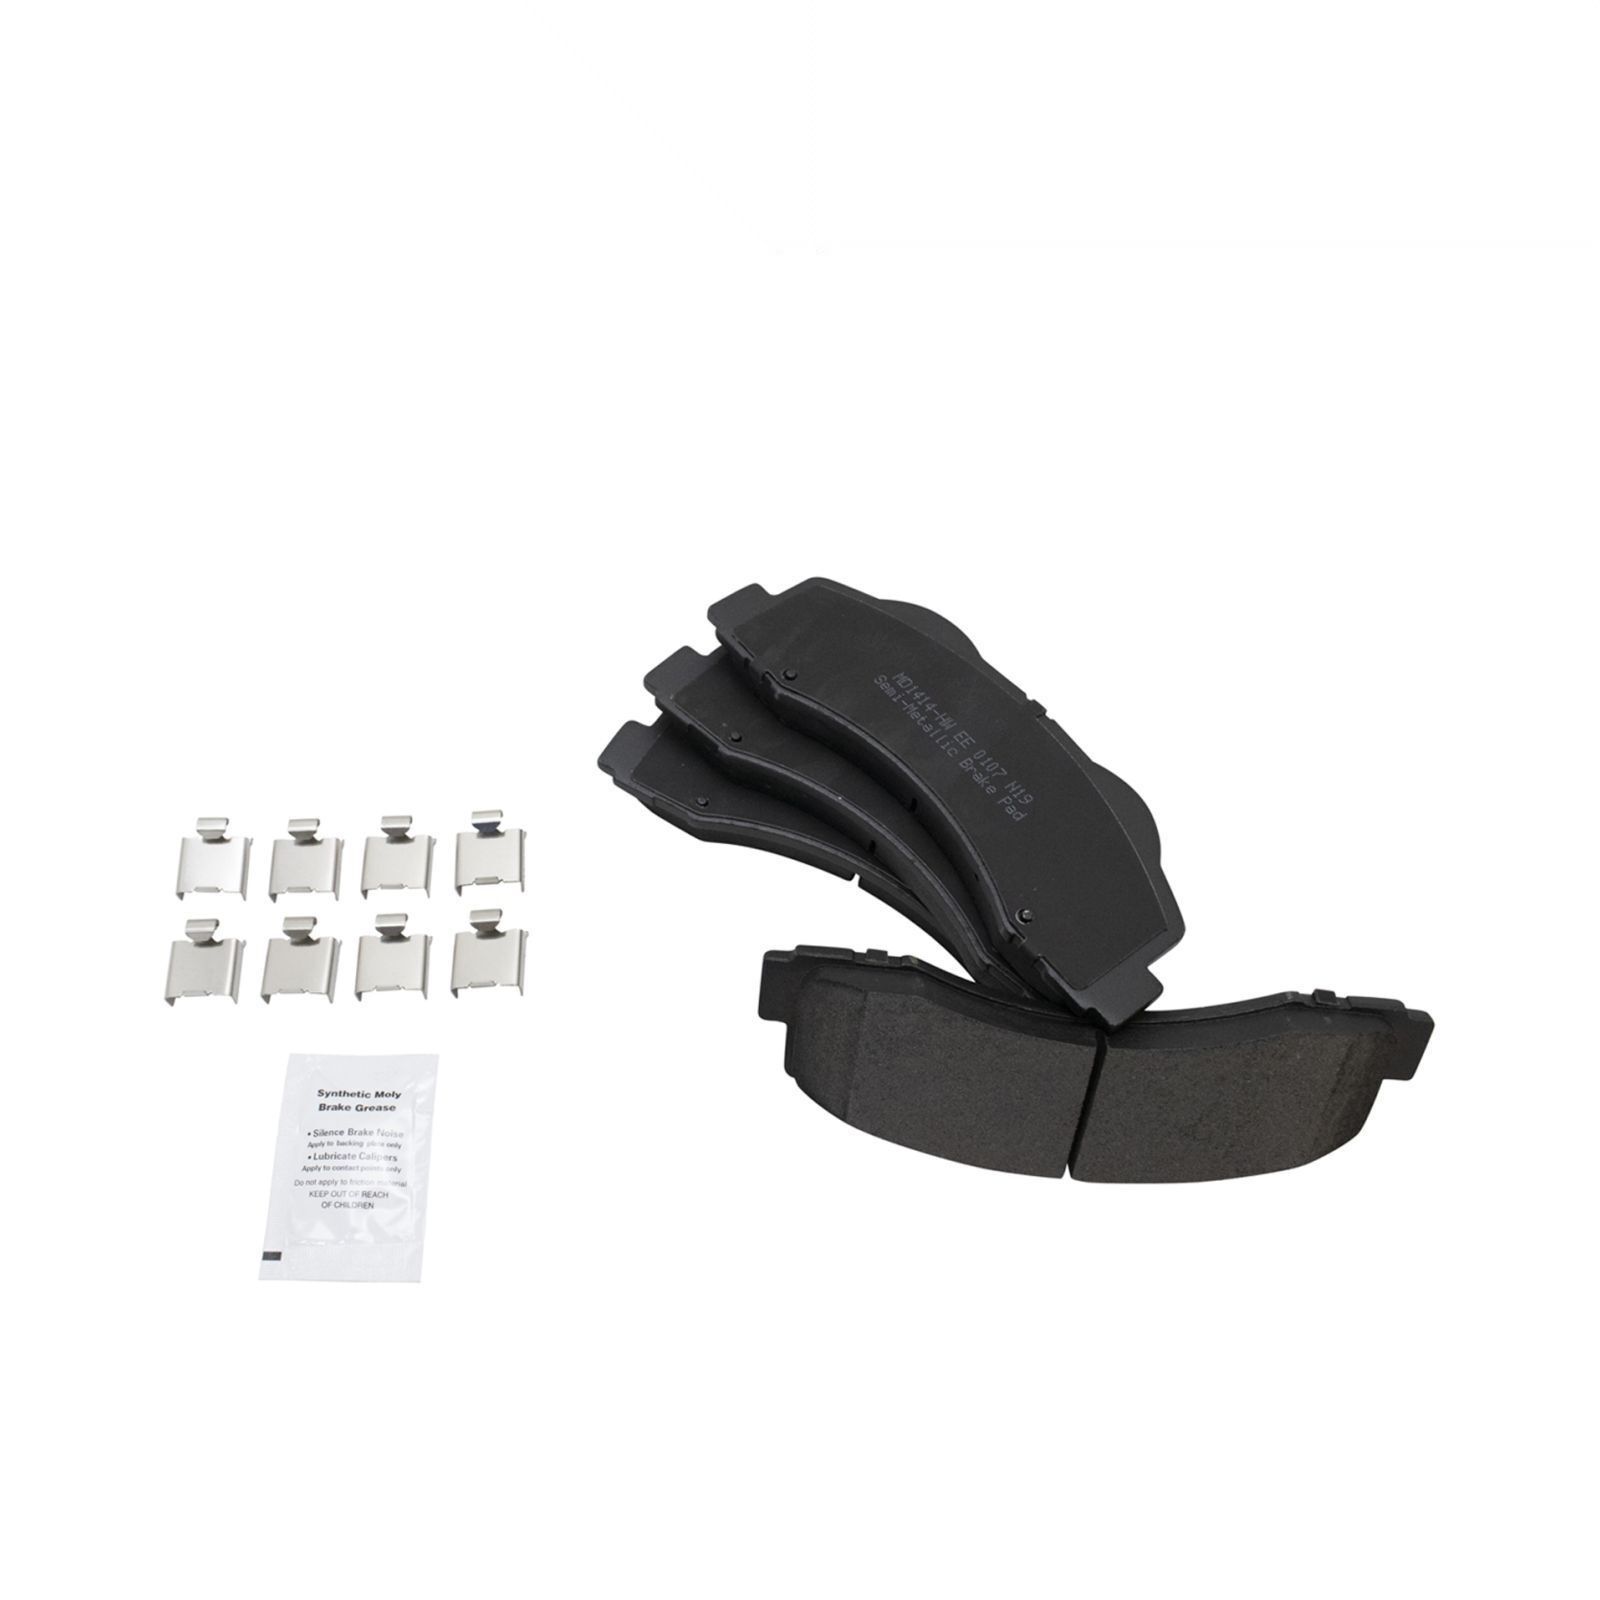 MD1414-HW EE 0107 N19
Semi-Metallic Brake Pad
Synthetic Moly
Brake Grease
• Silence Brake Noise
Apply to backing plate only
• Lubricate Calipers
Apply to contact points only
Do not apply to friction material
KEEP OUT OF REACH
OF CHILDREN